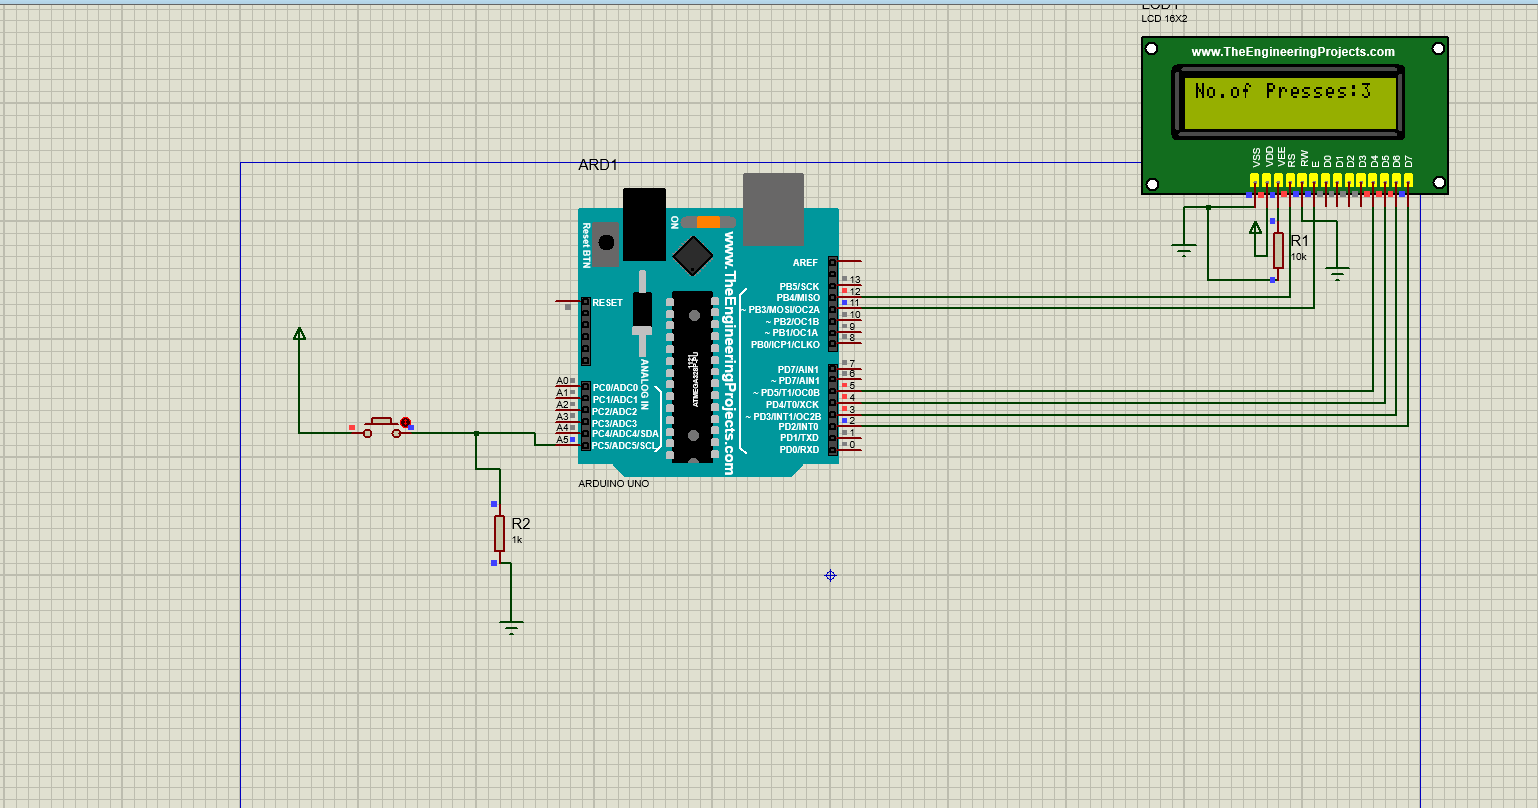 LCD1
LCD 16X2
www.TheEngineeringProjects.com
No.of Presses:3
VSS
VDD
VEE
RS
RW
E
D0
D1
D2
D3
D4
D5
D6
D7
R1
10k
ARD1
Reset BTN
ON
www.TheEngineeringProjects.com
RESET
AREF
PB5/SCK 13
PB4/MISO 12
~ PB3/MOSI/OC2A 11
~ PB2/OC1B 10
~ PB1/OC1A 9
PB0/ICP1/CLKO 8
PD7/AIN1 7
~ PD7/AIN1 6
~ PD5/T1/OC0B 5
PD4/T0/XCK 4
~ PD3/INT1/OC2B 3
PD2/INT0 2
PD1/TXD 1
PD0/RXD 0
ANALOG IN
ATMEGA328P-PU
1121
A0 PC0/ADC0
A1 PC1/ADC1
A2 PC2/ADC2
A3 PC3/ADC3
A4 PC4/ADC4/SDA
A5 PC5/ADC5/SCL
ARDUINO UNO
R2
1k